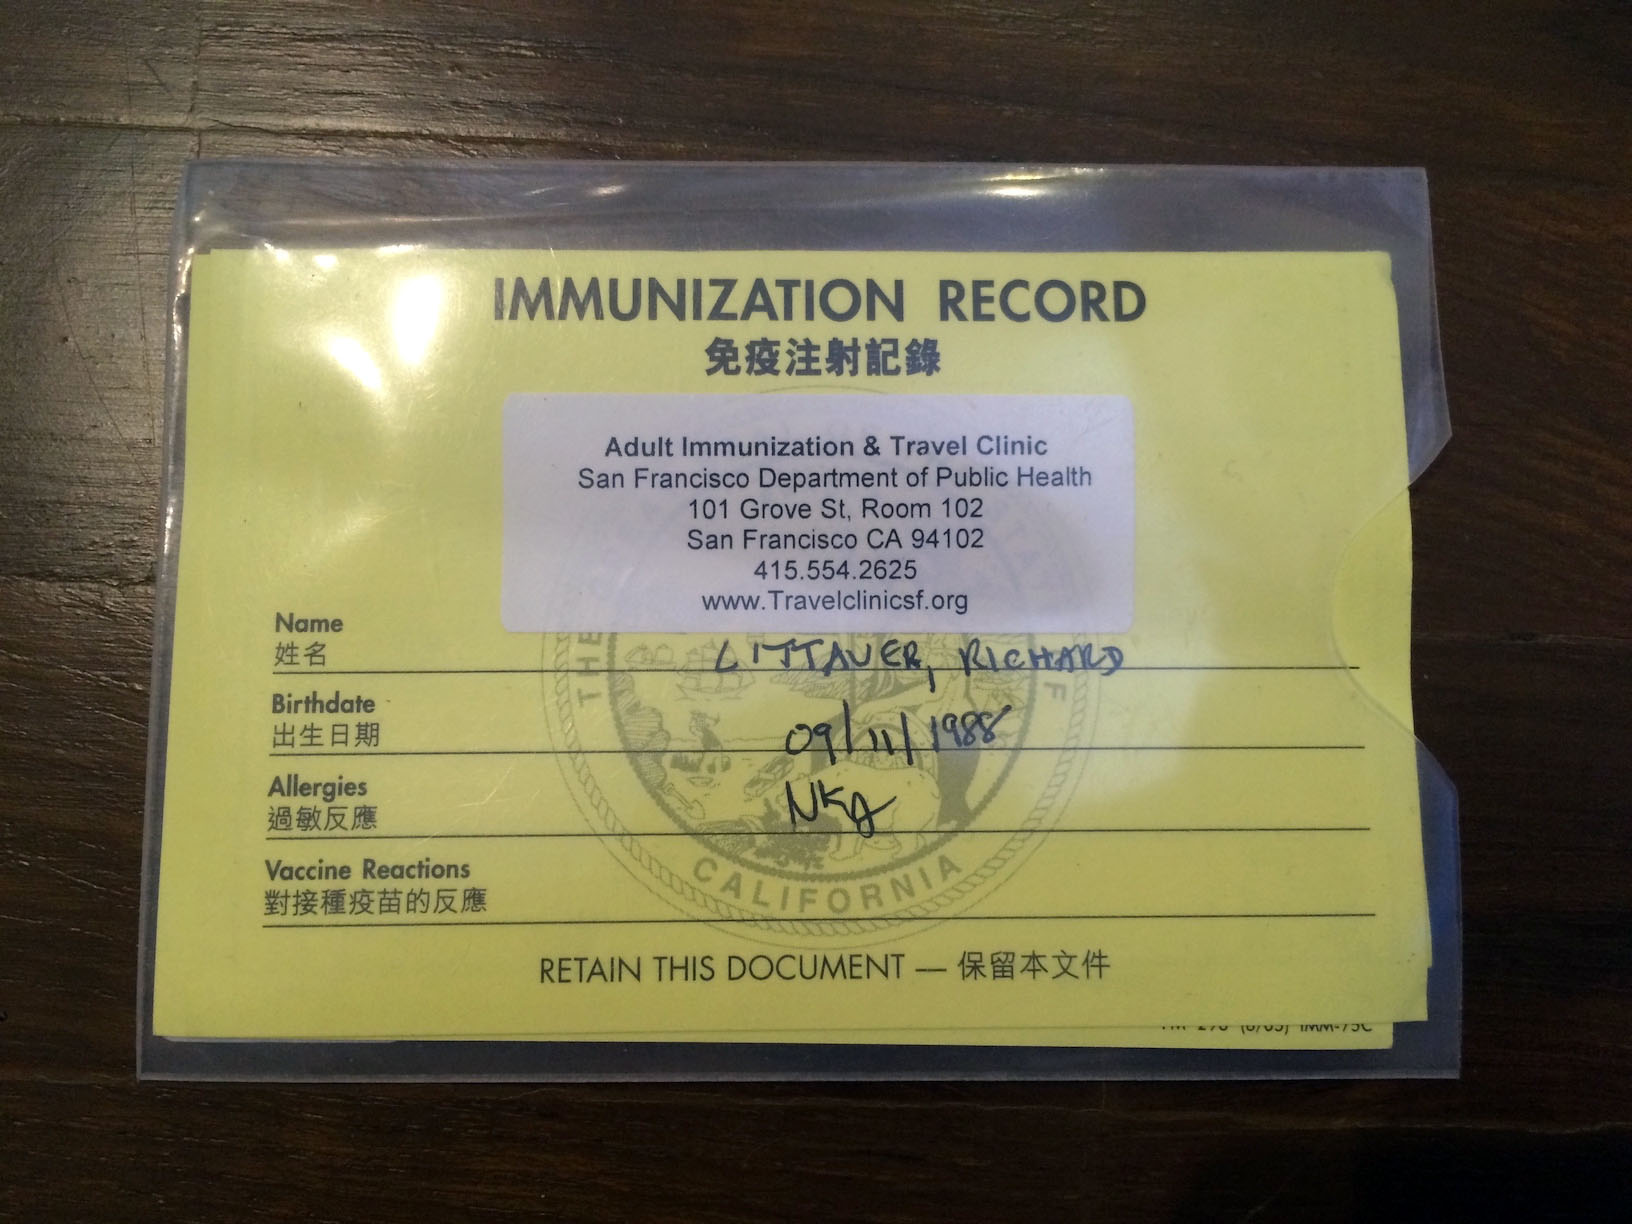 IMMUNIZATION RECORD
免疫注射記錄
Adult Immunization & Travel Clinic
San Francisco Department of Public Health
101 Grove St, Room 102
San Francisco CA 94102
415.554.2625
www.Travelclinicsf.org
Name
姓名
LITTAUER, RICHARD
Birthdate
出生日期
09/11/1988
Allergies
過敏反應
NKA
Vaccine Reactions
對接種疫苗的反應
THE
OF
CALIFORNIA
RETAIN THIS DOCUMENT — 保留本文件
IMM-75C